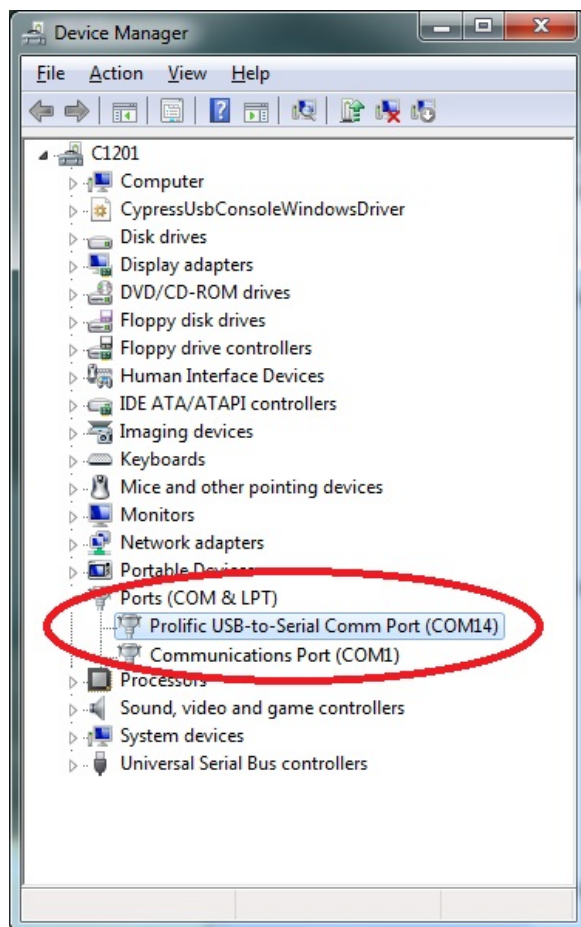 Device Manager
File Action View Help
C1201
Computer
CypressUsbConsoleWindowsDriver
Disk drives
Display adapters
DVD/CD-ROM drives
Floppy disk drives
Floppy drive controllers
Human Interface Devices
IDE ATA/ATAPI controllers
Imaging devices
Keyboards
Mice and other pointing devices
Monitors
Network adapters
Portable Devices
Ports (COM & LPT)
Prolific USB-to-Serial Comm Port (COM14)
Communications Port (COM1)
Processors
Sound, video and game controllers
System devices
Universal Serial Bus controllers